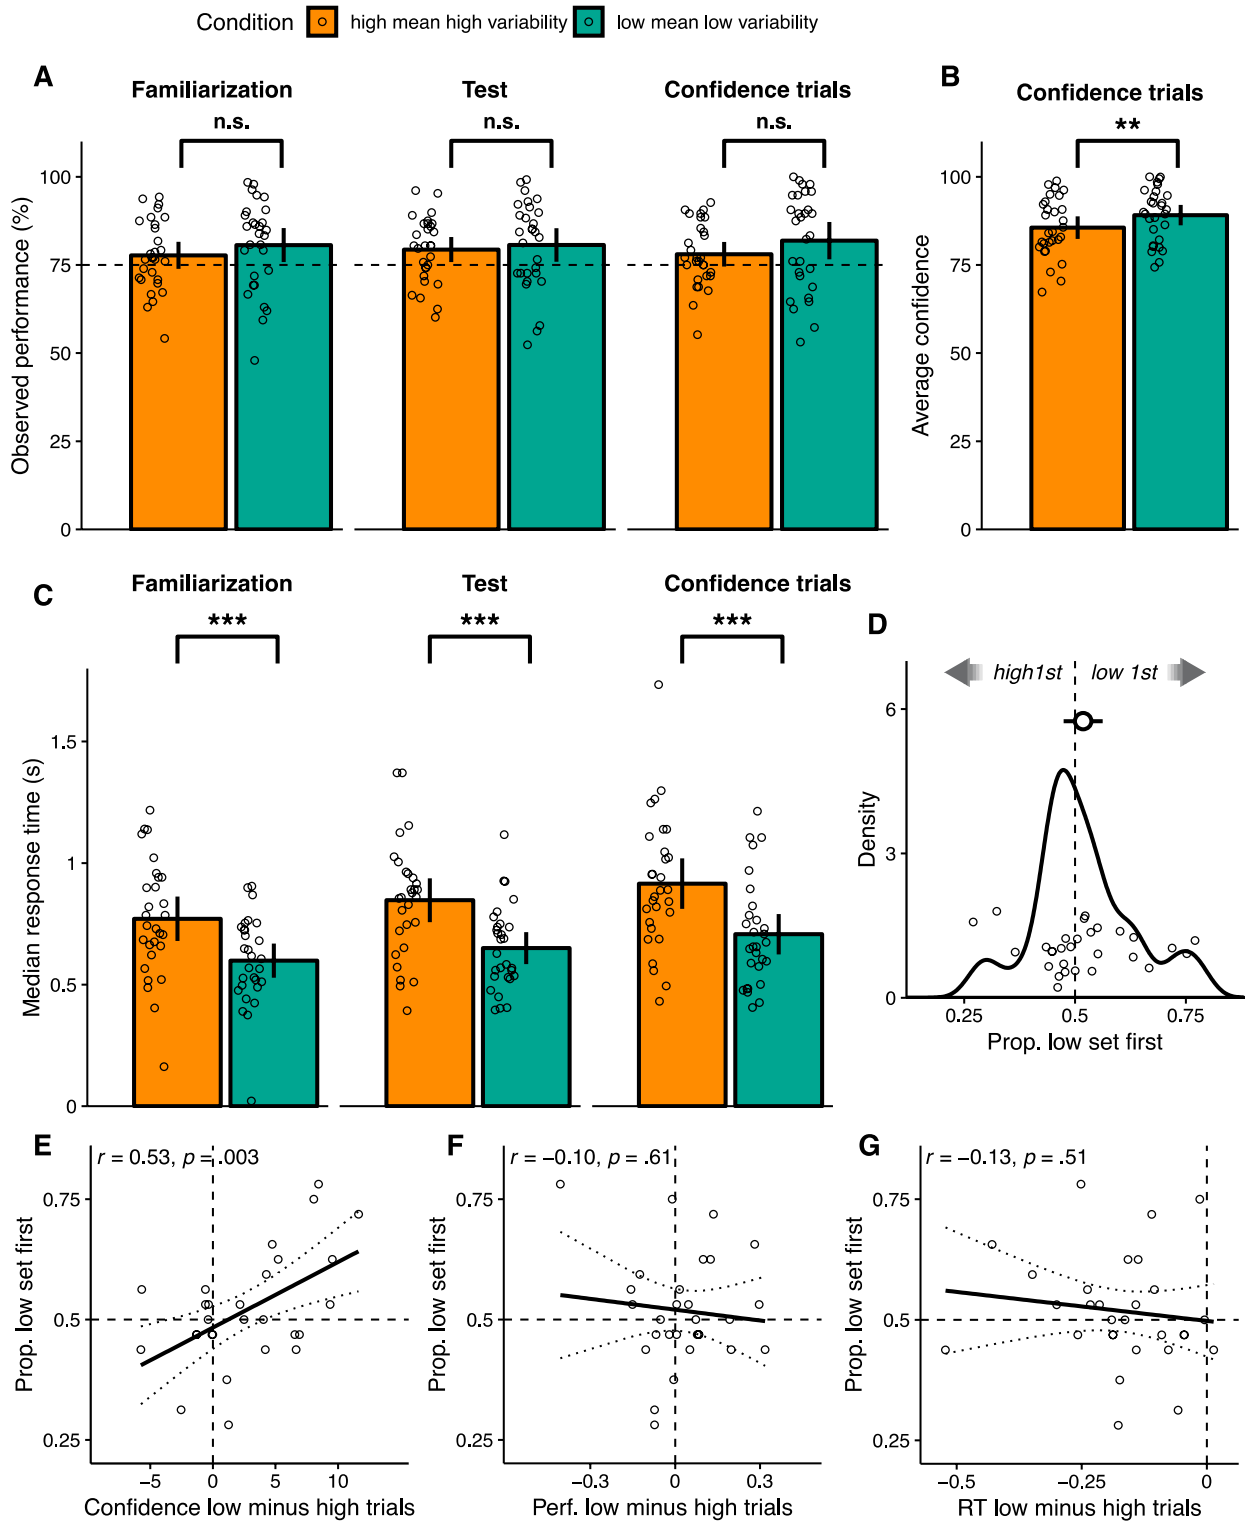 Condition high mean high variability low mean low variability
A
Familiarization Test Confidence trials
n.s. n.s. n.s.
Observed performance (%)
100
75
50
25
0
B
Confidence trials
**
Average confidence
100
75
50
25
0
C
Familiarization Test Confidence trials
*** *** ***
Median response time (s)
1.5
1
0.5
0
D
high1st low 1st
Density
6
3
0
0.25 0.5 0.75
Prop. low set first
E
r = 0.53, p = .003
Prop. low set first
0.75
0.5
0.25
−5 0 5 10
Confidence low minus high trials
F
r = −0.10, p = .61
Prop. low set first
0.75
0.5
0.25
−0.3 0 0.3
Perf. low minus high trials
G
r = −0.13, p = .51
Prop. low set first
0.75
0.5
0.25
−0.5 −0.25 0
RT low minus high trials